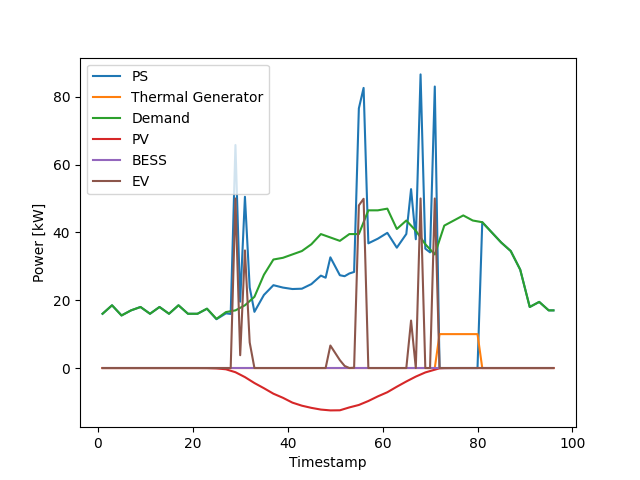 PS
Thermal Generator
Demand
PV
BESS
EV
Power [kW]
80
60
40
20
0
0 20 40 60 80 100
Timestamp